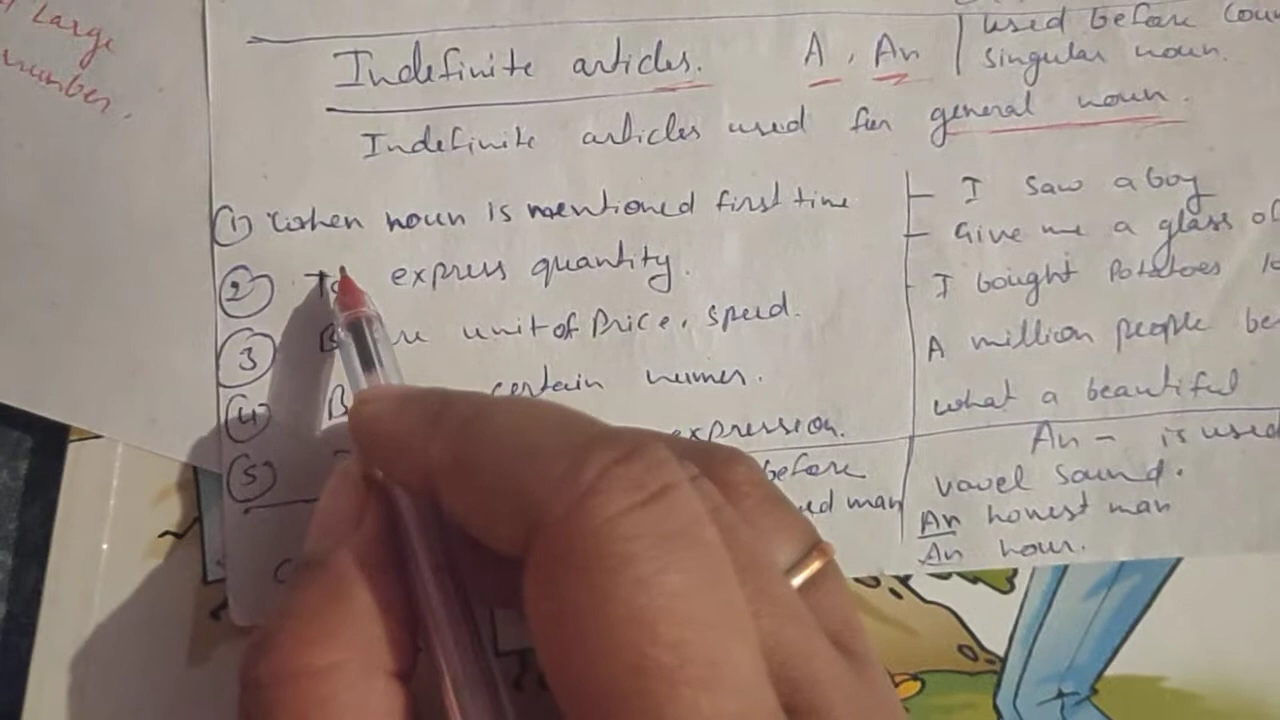 Large
number.
Indefinite articles. A, An used before
singular noun.
Indefinite articles used for general noun.
(1) When noun is mentioned first time
(2) To express quantity.
(3) unit of Price, speed.
(4) certain
(5) expression.
before
man
I saw a boy
Give me a glass of
I bought Potatoes
A million people
what a beautiful
An - is used
vowel sound.
An honest man
An hour.